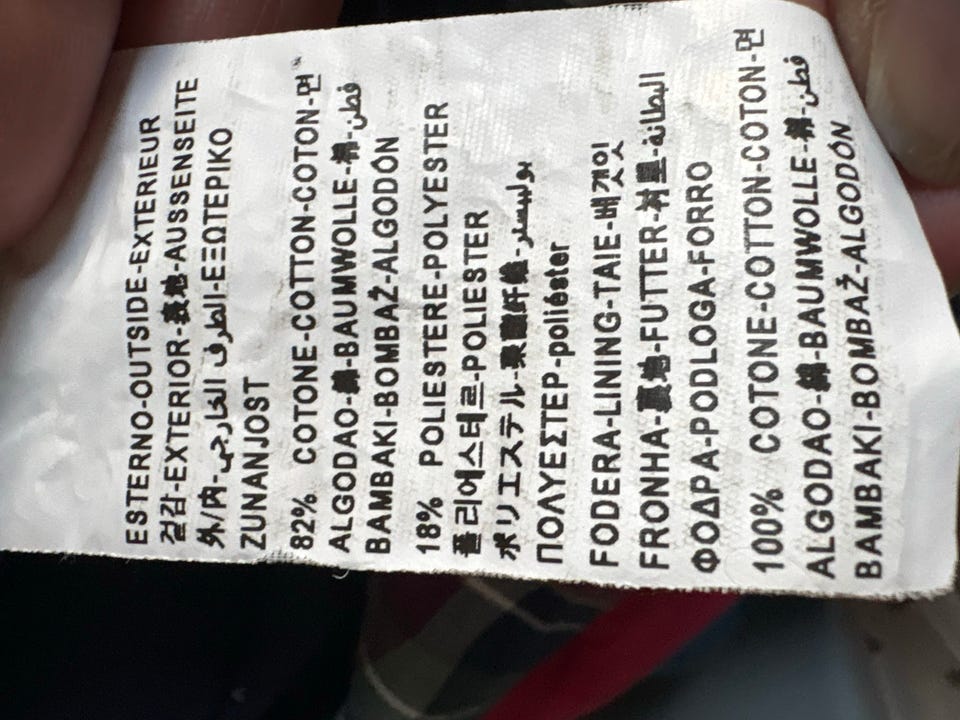 ESTERNO-OUTSIDE-EXTERIEUR
겉감-EXTERIOR-表地-AUSSENSEITE
外/内-الطرف الخارجي-ΕΞΩΤΕΡΙΚΟ
ZUNANJOST
82% COTONE-COTTON-COTON-면
ALGODAO-綿-BAUMWOLLE-棉-قطن
BAMBAKI-BOMBAŽ-ALGODÓN
18% POLIESTERE-POLYESTER
폴리에스테르-POLIESTER
ポリエステル-聚酯纤维-بوليستر
ΠΟΛΥΕΣΤΕΡ-poliéster
FODERA-LINING-TAIE-베갯잇
FRONHA-裏地-FUTTER-衬里-البطانة
ΦΟΔΡΑ-PODLOGA-FORRO
100% COTONE-COTTON-COTON-면
ALGODAO-綿-BAUMWOLLE-棉-قطن
BAMBAKI-BOMBAŽ-ALGODÓN